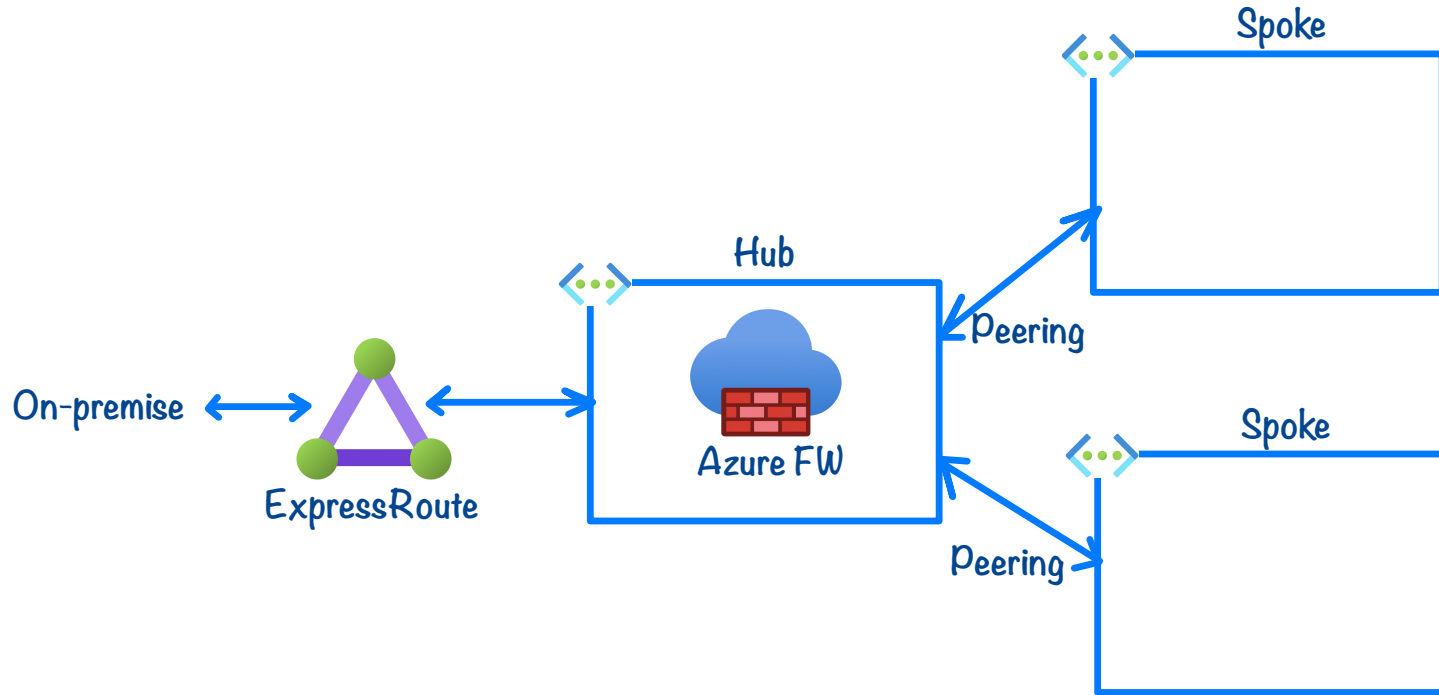 Spoke
Hub
Peering
On-premise
Azure FW
ExpressRoute
Spoke
Peering